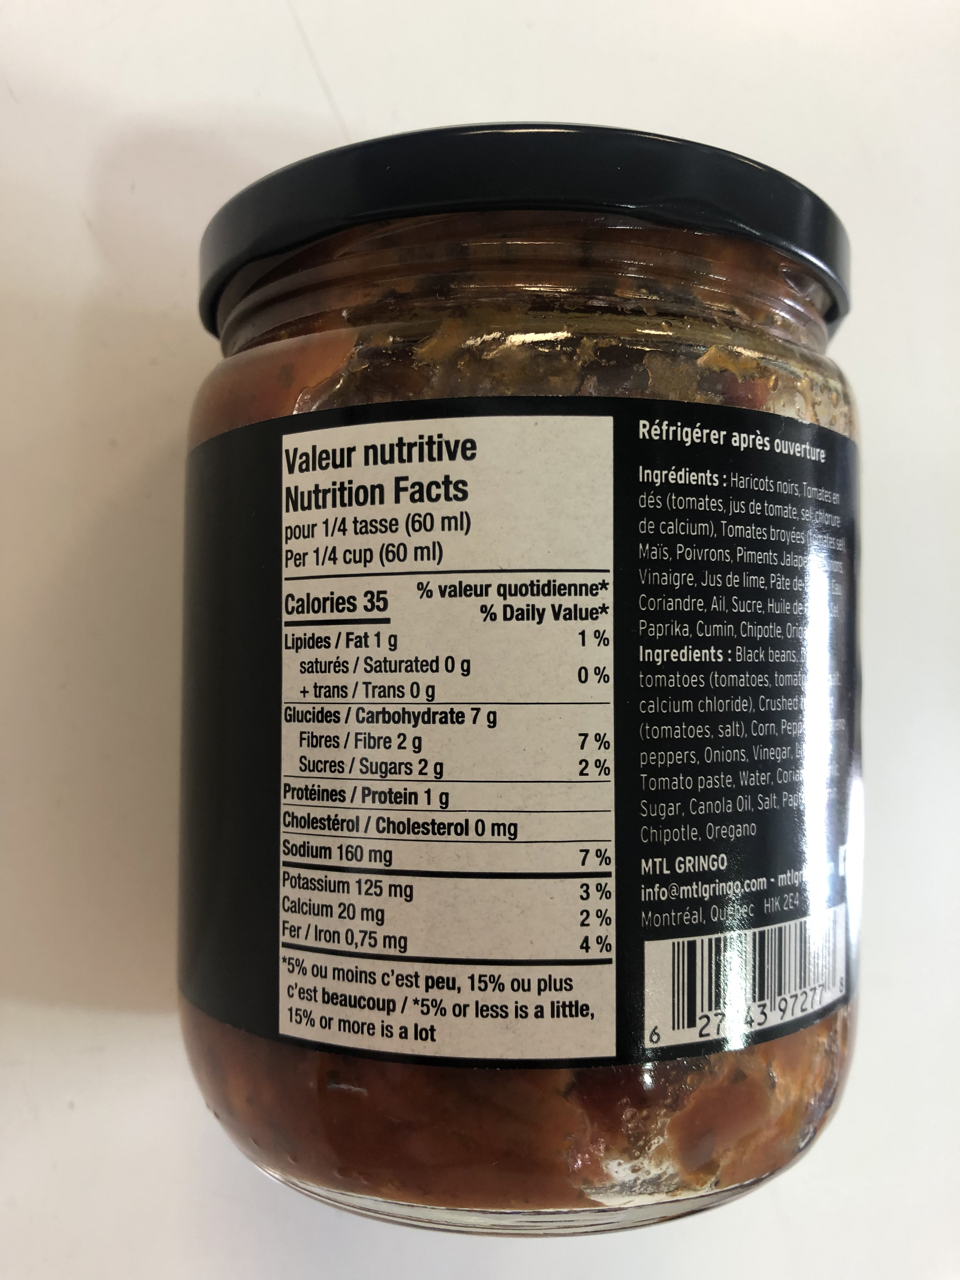 Valeur nutritive
Nutrition Facts
pour 1/4 tasse (60 ml)
Per 1/4 cup (60 ml)
Calories 35
% valeur quotidienne*
% Daily Value*
Lipides / Fat 1 g 1 %
saturés / Saturated 0 g
+ trans / Trans 0 g 0 %
Glucides / Carbohydrate 7 g
Fibres / Fibre 2 g 7 %
Sucres / Sugars 2 g 2 %
Protéines / Protein 1 g
Cholestérol / Cholesterol 0 mg
Sodium 160 mg 7 %
Potassium 125 mg 3 %
Calcium 20 mg 2 %
Fer / Iron 0,75 mg 4 %
*5% ou moins c'est peu, 15% ou plus
c'est beaucoup / *5% or less is a little,
15% or more is a lot
Réfrigérer après ouverture
Ingrédients : Haricots noirs, Tomates en
dés (tomates, jus de tomate, sel, chlorure
de calcium), Tomates broyées (tomates sel)
Maïs, Poivrons, Piments
Vinaigre, Jus de lime, Pâte de Eau
Coriandre, Ail, Sucre, Huile de Sel
Paprika, Cumin, Chipotle,
Ingredients : Black beans,
tomatoes (tomatoes, salt,
calcium chloride), Crushed
(tomatoes, salt), Corn,
peppers, Onions, Vinegar,
Tomato paste, Water,
Sugar, Canola Oil, Salt,
Chipotle, Oregano
MTL GRINGO
info@mtlgringo.com -
Montréal, Québec H1K 2E4
6 27 43 97277 8